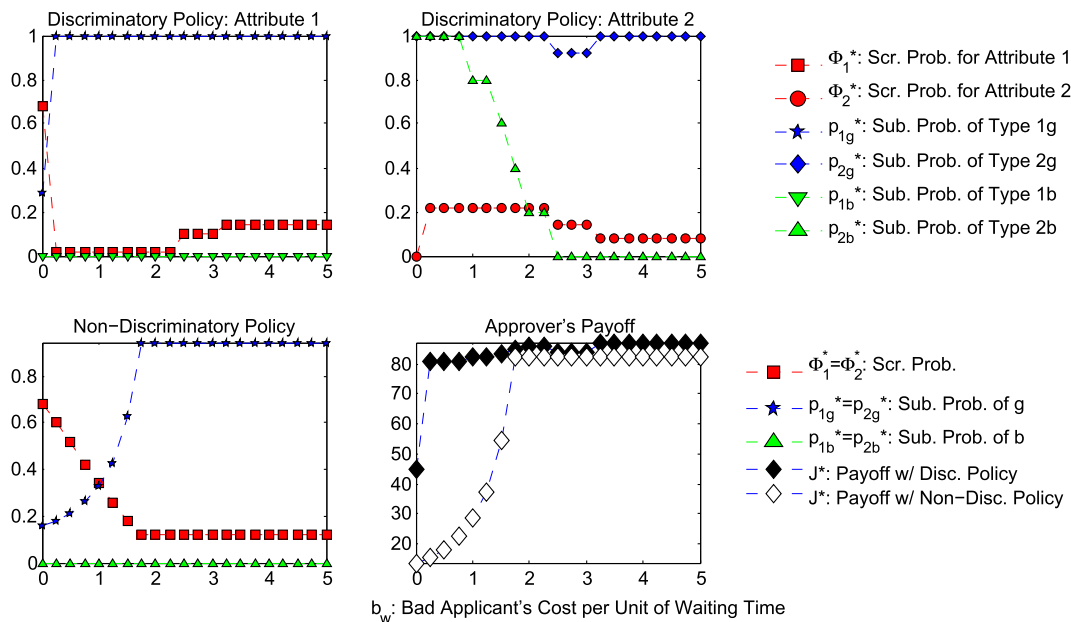 Discriminatory Policy: Attribute 1
1
0.8
0.6
0.4
0.2
0
0 1 2 3 4 5
Discriminatory Policy: Attribute 2
1
0.8
0.6
0.4
0.2
0
0 1 2 3 4 5
Φ₁*: Scr. Prob. for Attribute 1
Φ₂*: Scr. Prob. for Attribute 2
p₁g*: Sub. Prob. of Type 1g
p₂g*: Sub. Prob. of Type 2g
p₁b*: Sub. Prob. of Type 1b
p₂b*: Sub. Prob. of Type 2b
Non−Discriminatory Policy
0.8
0.6
0.4
0.2
0
0 1 2 3 4 5
Approver's Payoff
80
70
60
50
40
30
20
0 1 2 3 4 5
Φ₁*=Φ₂*: Scr. Prob.
p₁g*=p₂g*: Sub. Prob. of g
p₁b*=p₂b*: Sub. Prob. of b
J*: Payoff w/ Disc. Policy
J*: Payoff w/ Non−Disc. Policy
b_w: Bad Applicant's Cost per Unit of Waiting Time